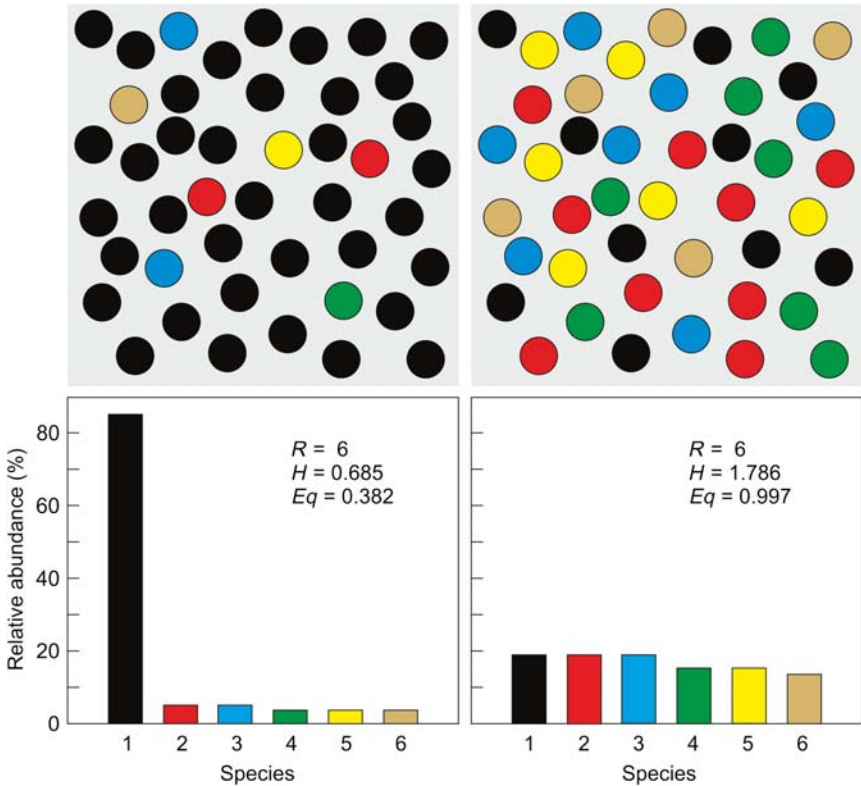 Relative abundance (%)
80
60
40
20
0
R = 6
H = 0.685
Eq = 0.382
1 2 3 4 5 6
Species
R = 6
H = 1.786
Eq = 0.997
1 2 3 4 5 6
Species